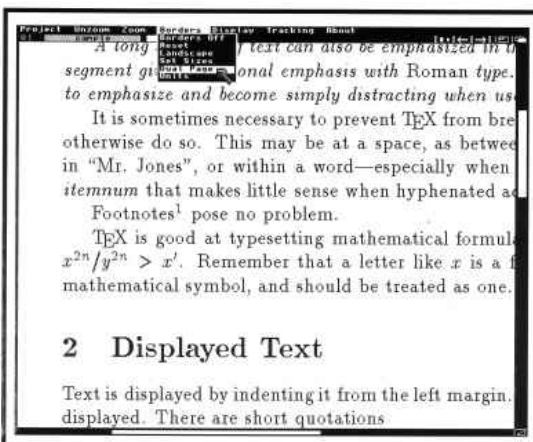 Project Unzoom Zoom Borders Display Tracking About
sample
Borders Off
Reset
Landscape
Set Sizes
Dual Page
Units
A long text can also be emphasized in
segment gi onal emphasis with Roman type.
to emphasize and become simply distracting when us
It is sometimes necessary to prevent TEX from bre
otherwise do so. This may be at a space, as betwee
in “Mr. Jones”, or within a word—especially when
itemnum that makes little sense when hyphenated a
Footnotes¹ pose no problem.
TEX is good at typesetting mathematical formul
x²ⁿ/y²ⁿ > x′. Remember that a letter like x is a f
mathematical symbol, and should be treated as one.
2 Displayed Text
Text is displayed by indenting it from the left margin.
displayed. There are short quotations